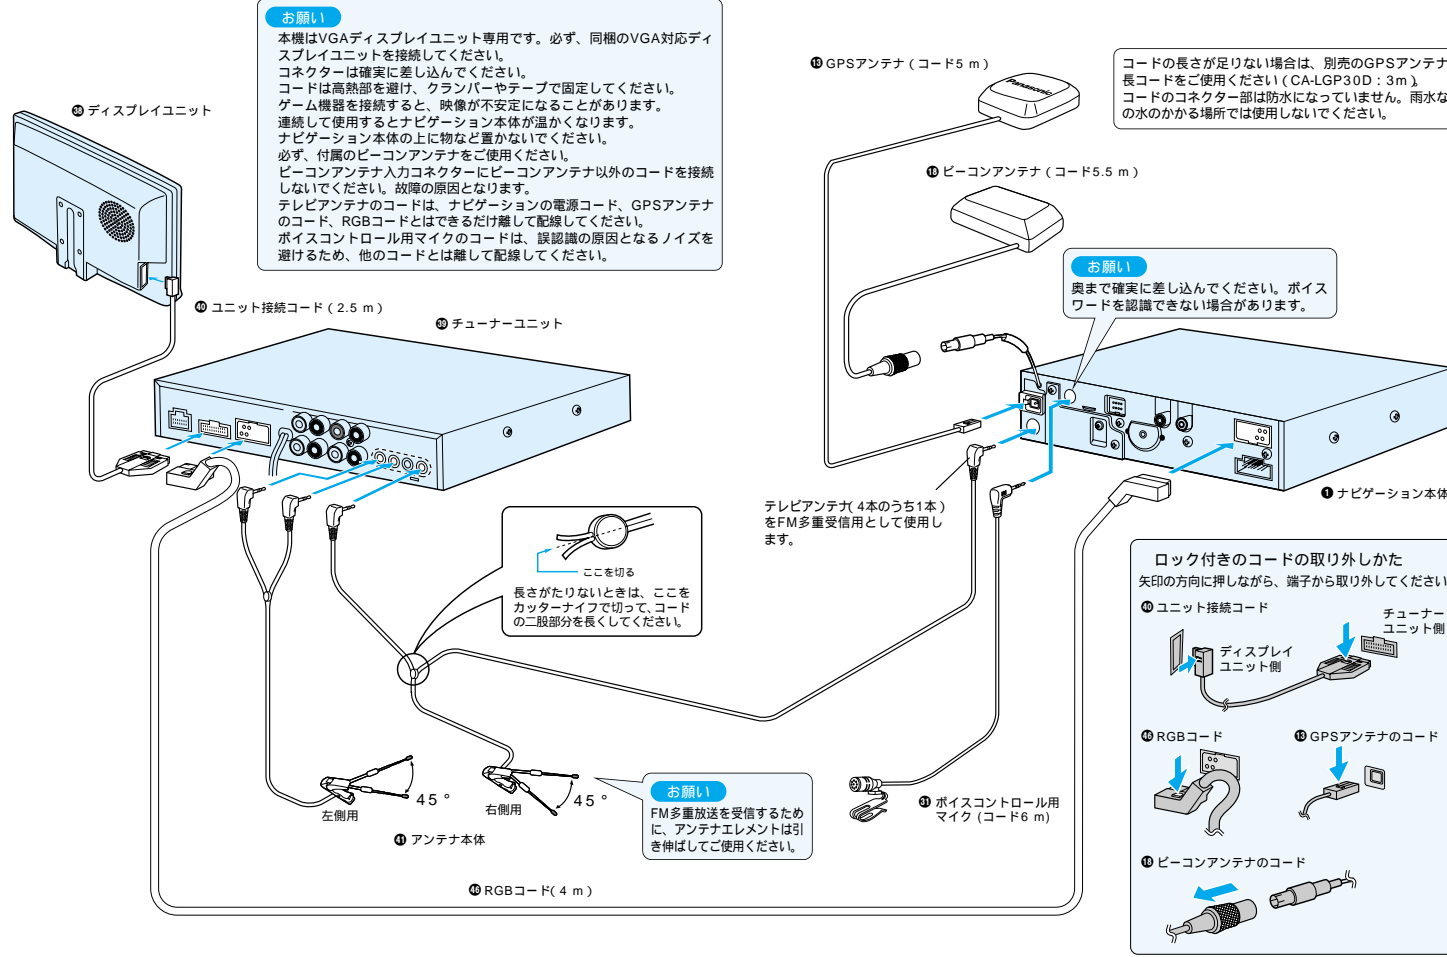 お願い
本機はVGAディスプレイユニット専用です。必ず、同梱のVGA対応ディ
スプレイユニットを接続してください。
コネクターは確実に差し込んでください。
コードは高熱部を避け、クランパーやテープで固定してください。
ゲーム機器を接続すると、映像が不安定になることがあります。
連続して使用するとナビゲーション本体が温かくなります。
ナビゲーション本体の上に物など置かないでください。
必ず、付属のビーコンアンテナをご使用ください。
ビーコンアンテナ入力コネクターにビーコンアンテナ以外のコードを接続
しないでください。故障の原因となります。
テレビアンテナのコードは、ナビゲーションの電源コード、GPSアンテナ
のコード、RGBコードとはできるだけ離して配線してください。
ボイスコントロール用マイクのコードは、誤認識の原因となるノイズを
避けるため、他のコードとは離して配線してください。
㊳ ディスプレイユニット
㊵ ユニット接続コード ( 2.5 m )
㊴ チューナーユニット
⓭ GPSアンテナ ( コード5 m )
Panasonic
コードの長さが足りない場合は、別売のGPSアンテナ
長コードをご使用ください ( CA-LGP30D : 3m )。
コードのコネクター部は防水になっていません。雨水な
の水のかかる場所では使用しないでください。
⓲ ビーコンアンテナ ( コード5.5 m )
お願い
奥まで確実に差し込んでください。ボイス
ワードを認識できない場合があります。
❶ ナビゲーション本体
テレビアンテナ( 4本のうち1本 )
をFM多重受信用として使用し
ます。
ここを切る
長さがたりないときは、ここを
カッターナイフで切って、コード
の二股部分を長くしてください。
45°
左側用
45°
右側用
㊶ アンテナ本体
お願い
FM多重放送を受信するため
に、アンテナエレメントは引
き伸ばしてご使用ください。
㉛ ボイスコントロール用
マイク (コード6 m)
㊻ RGBコード( 4 m )
ロック付きのコードの取り外しかた
矢印の方向に押しながら、端子から取り外してください
㊵ ユニット接続コード
チューナー
ユニット側
ディスプレイ
ユニット側
㊻ RGBコード
⓭ GPSアンテナのコード
⓲ ビーコンアンテナのコード